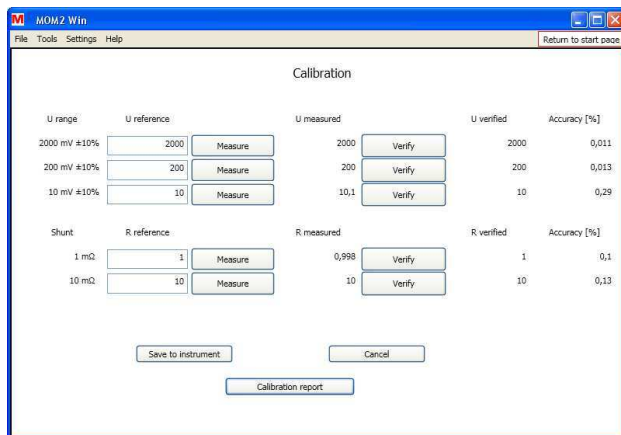 M MOM2 Win
File Tools Settings Help Return to start page
Calibration
U range U reference U measured U verified Accuracy [%]
2000 mV ±10% 2000 Measure 2000 Verify 2000 0,011
200 mV ±10% 200 Measure 200 Verify 200 0,013
10 mV ±10% 10 Measure 10,1 Verify 10 0,29
Shunt R reference R measured R verified Accuracy [%]
1 mΩ 1 Measure 0,998 Verify 1 0,1
10 mΩ 10 Measure 10 Verify 10 0,13
Save to instrument Cancel
Calibration report